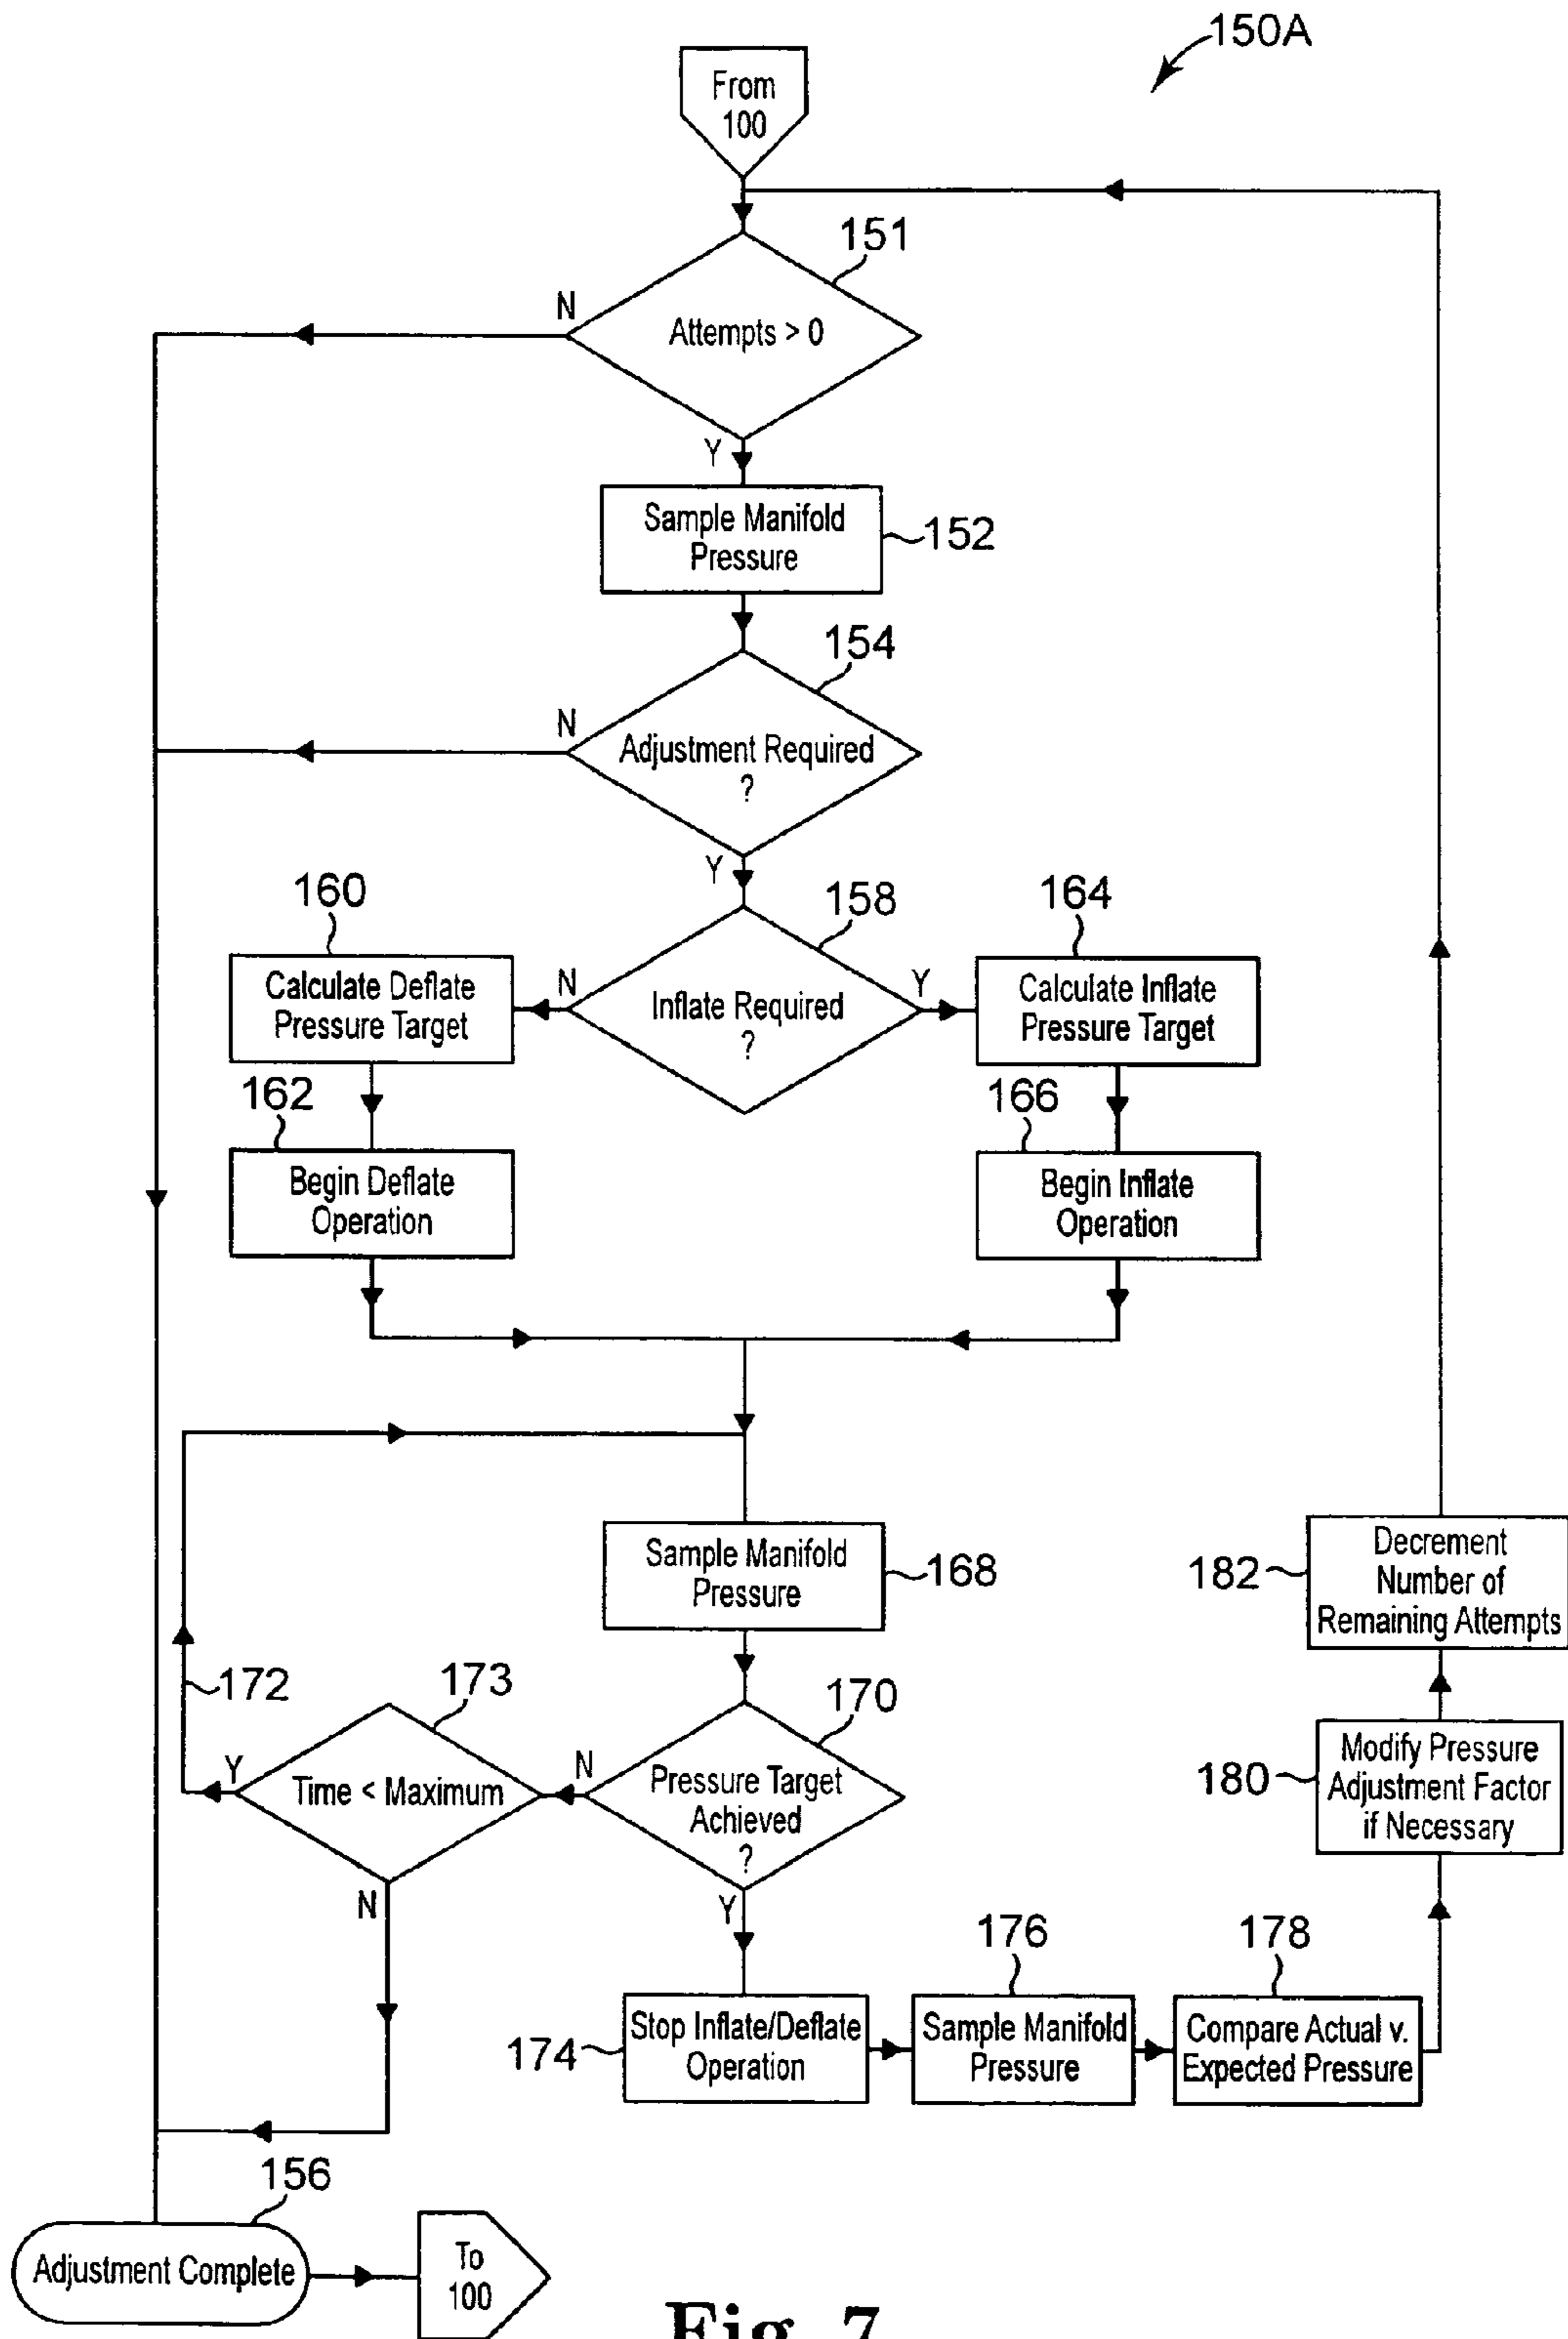 150A
From
100
151
N
Attempts > 0
Y
Sample Manifold
Pressure
152
154
N
Adjustment Required
?
Y
160
158
164
Calculate Deflate
Pressure Target
N
Inflate Required
?
Y
Calculate Inflate
Pressure Target
162
166
Begin Deflate
Operation
Begin Inflate
Operation
Sample Manifold
Pressure
168
182
Decrement
Number of
Remaining Attempts
172
173
170
Y
Time < Maximum
N
Pressure Target
Achieved
?
180
Modify Pressure
Adjustment Factor
if Necessary
N
Y
176
178
174
Stop Inflate/Deflate
Operation
Sample Manifold
Pressure
Compare Actual v.
Expected Pressure
156
Adjustment Complete
To
100
Fig. 7